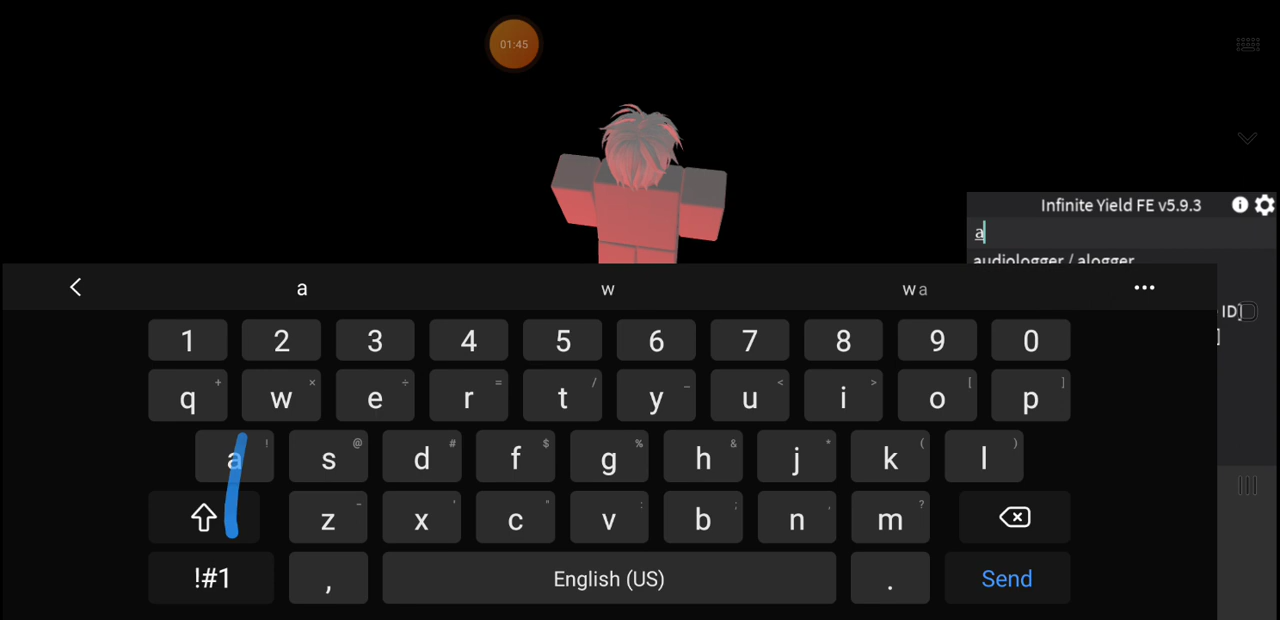 01:45
Infinite Yield FE v5.9.3
a
audiologger / alogger
ID]
]
a w wa
1 2 3 4 5 6 7 8 9 0
q + w × e ÷ r = t / y _ u < i > o [ p ]
a ! s @ d # f $ g % h & j * k ( l )
z - x ' c " v : b ; n , m ?
!#1 , English (US) . Send